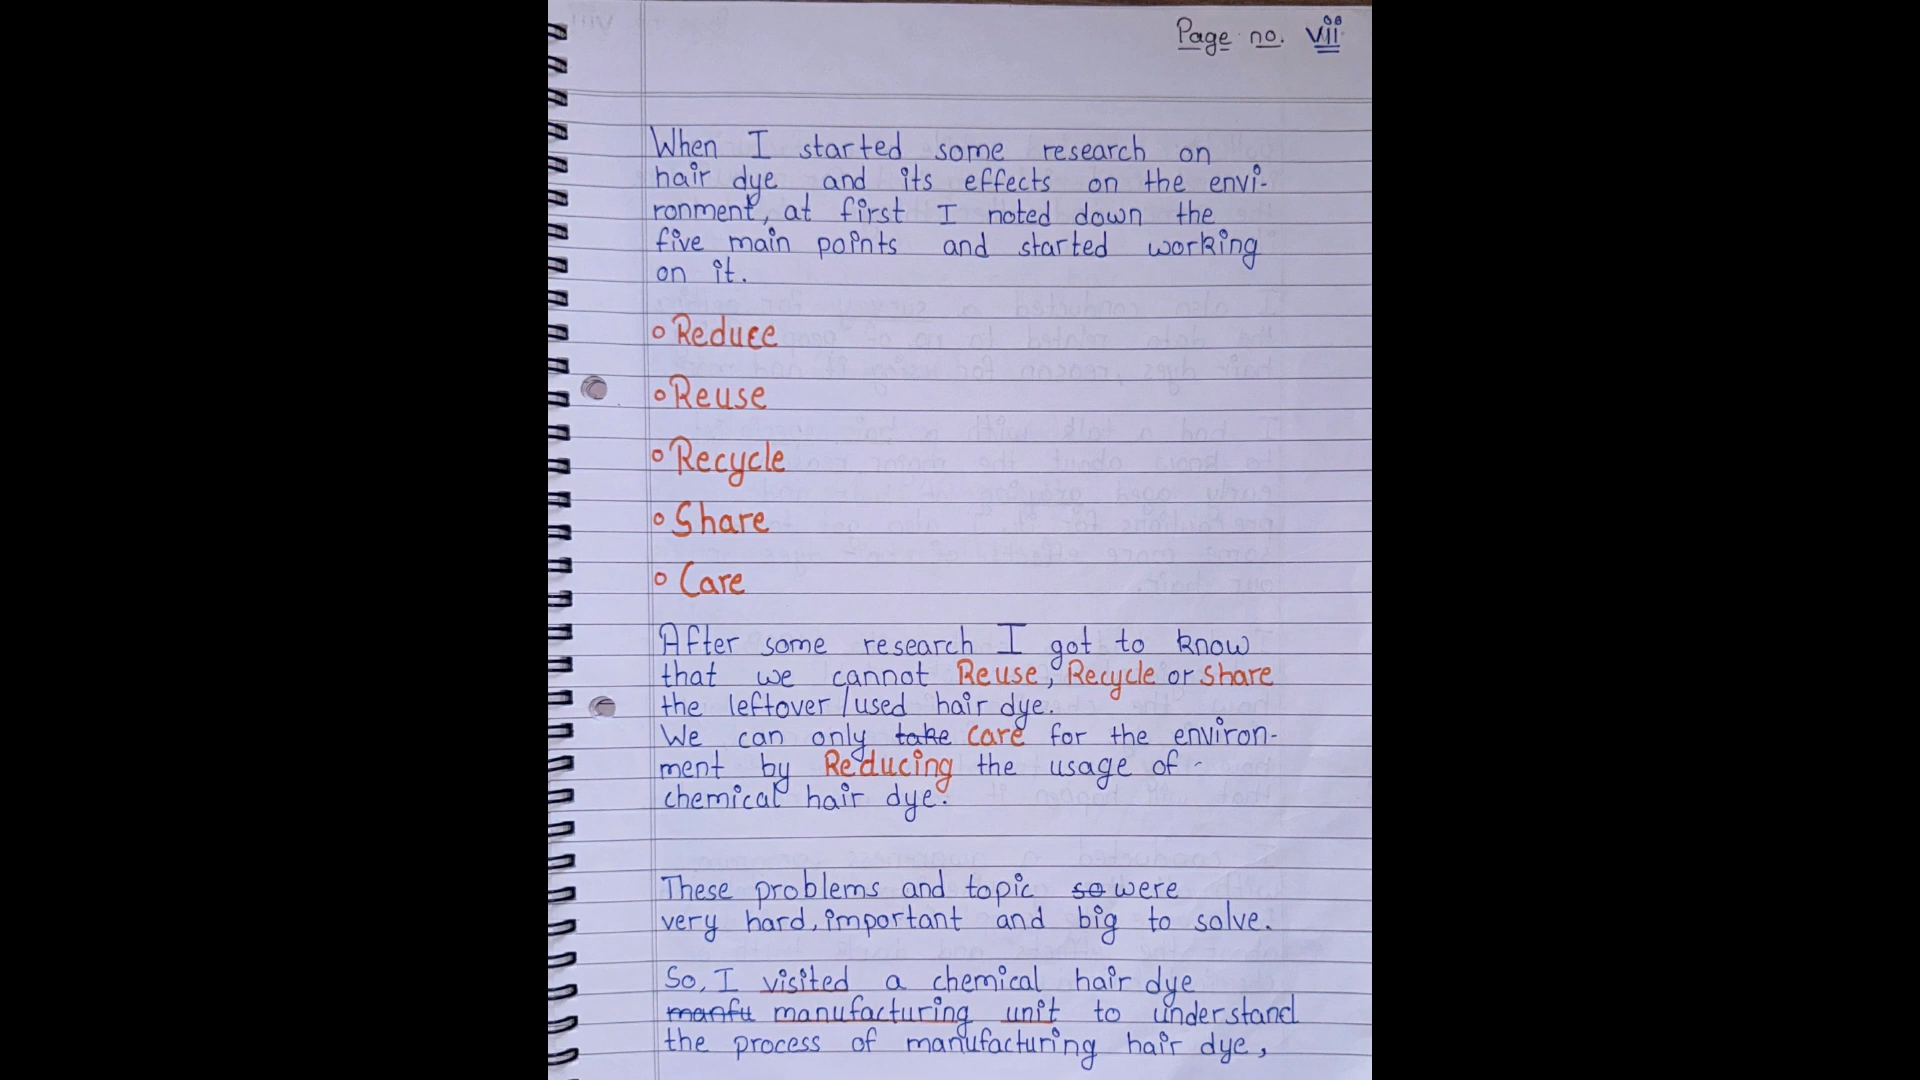 Page no. vii
When I started some research on
hair dye and its effects on the envi-
ronment, at first I noted down the
five main points and started working
on it.
o Reduce
o Reuse
o Recycle
o Share
o Care
After some research I got to know
that we cannot Reuse, Recycle or share
the leftover/used hair dye.
We can only take care for the environ-
ment by Reducing the usage of -
chemical hair dye.
These problems and topic so were
very hard, important and big to solve.
So, I visited a chemical hair dye
manfu manufacturing unit to understand
the process of manufacturing hair dye,